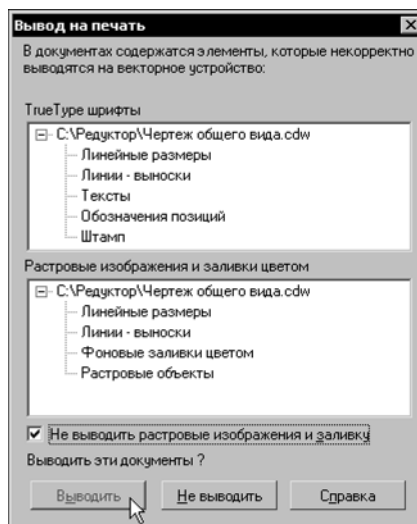 Вывод на печать
В документах содержатся элементы, которые некорректно
выводятся на векторное устройство:
TrueType шрифты
C:\Редуктор\Чертеж общего вида.cdw
Линейные размеры
Линии - выноски
Тексты
Обозначения позиций
Штамп
Растровые изображения и заливки цветом
C:\Редуктор\Чертеж общего вида.cdw
Линейные размеры
Линии - выноски
Фоновые заливки цветом
Растровые объекты
Не выводить растровые изображения и заливку
Выводить эти документы ?
Выводить Не выводить Справка